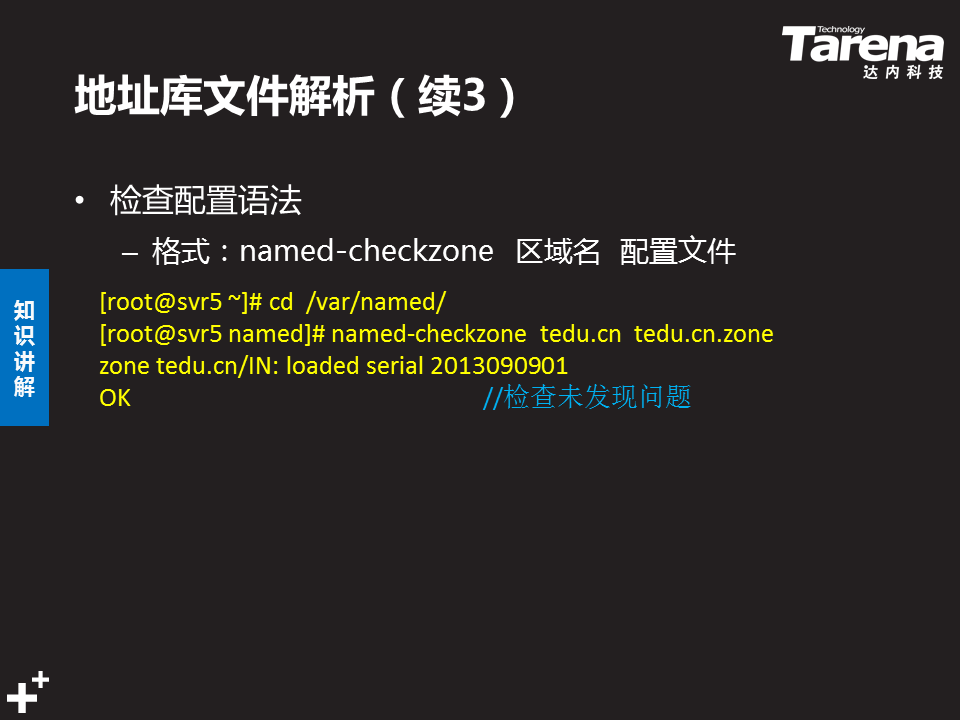 Technology
Tarena
达内科技
地址库文件解析（续3）
• 检查配置语法
– 格式：named-checkzone 区域名 配置文件
知识讲解
[root@svr5 ~]# cd /var/named/
[root@svr5 named]# named-checkzone tedu.cn tedu.cn.zone
zone tedu.cn/IN: loaded serial 2013090901
OK //检查未发现问题